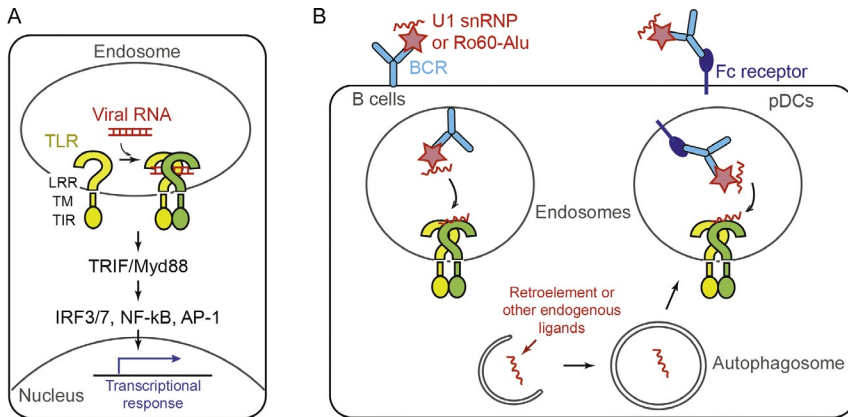 A
Endosome
Viral RNA
TLR
LRR
TM
TIR
TRIF/Myd88
IRF3/7, NF-kB, AP-1
Transcriptional
response
Nucleus
B
U1 snRNP
or Ro60-Alu
BCR
B cells
Fc receptor
pDCs
Endosomes
Retroelement or
other endogenous
ligands
Autophagosome